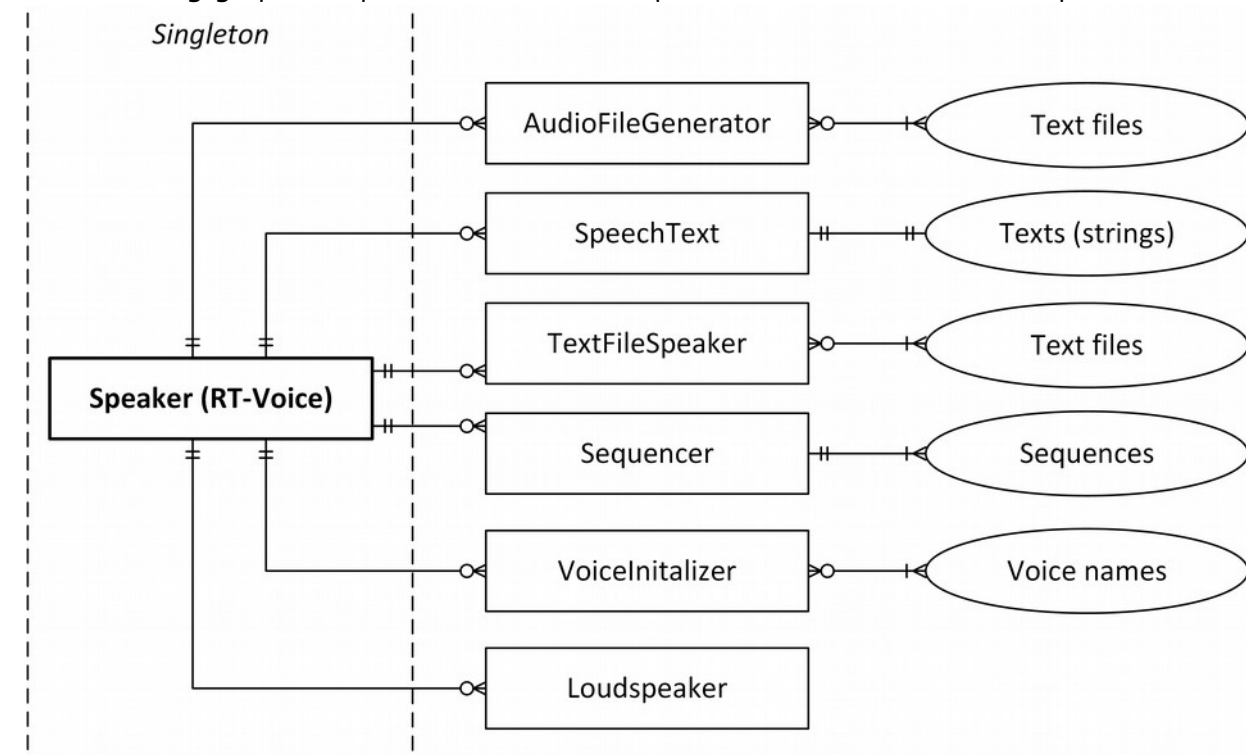 Singleton
AudioFileGenerator
Text files
SpeechText
Texts (strings)
TextFileSpeaker
Text files
Speaker (RT-Voice)
Sequencer
Sequences
VoiceInitalizer
Voice names
Loudspeaker